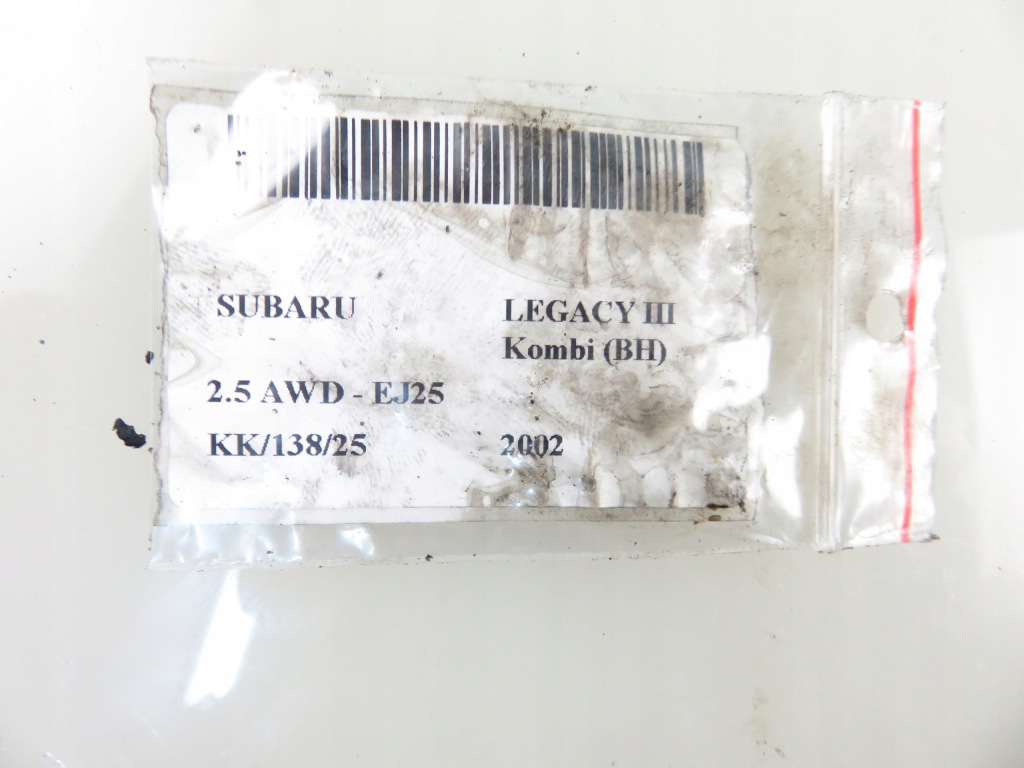 SUBARU LEGACY III
Kombi (BH)
2.5 AWD - EJ25
KK/138/25 2002